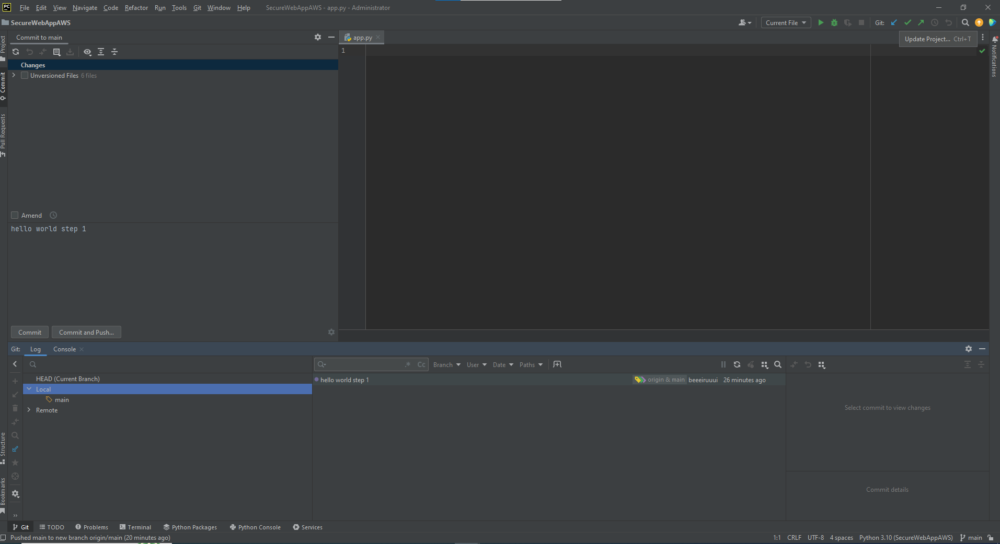 PC File Edit View Navigate Code Refactor Run Tools Git Window Help SecureWebAppAWS - app.py - Administrator
SecureWebAppAWS Current File Git:
Commit to main app.py Update Project... Ctrl+T
1
Changes
Unversioned Files 6 files
Project
Commit
Pull Requests
Notifications
Amend
hello world step 1
Commit Commit and Push...
Git: Log Console
.* Cc Branch User Date Paths
HEAD (Current Branch)
hello world step 1 origin & main beeeiruuui 26 minutes ago
Local
main
Remote
Select commit to view changes
Structure
Bookmarks
Commit details
Git TODO Problems Terminal Python Packages Python Console Services
Pushed main to new branch origin/main (20 minutes ago) 1:1 CRLF UTF-8 4 spaces Python 3.10 (SecureWebAppAWS) main